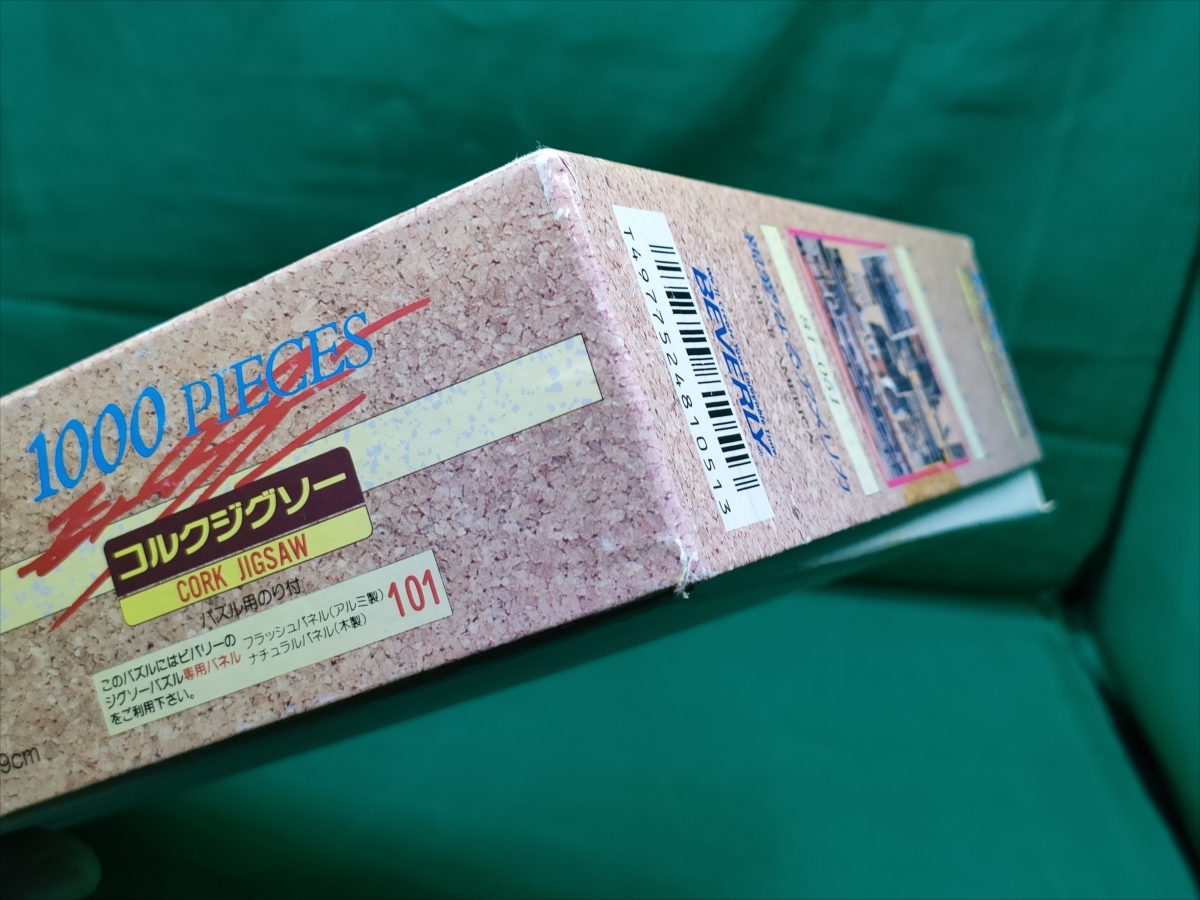 1000 PIECES
コルクジグソー
CORK JIGSAW
パズル用のり付
このパズルにはビバリーの
ジグソーパズル専用パネル
をご利用下さい。
フラッシュパネル(アルミ製)
ナチュラルパネル(木製)
101
9cm
T4977524810513
BEVERLY